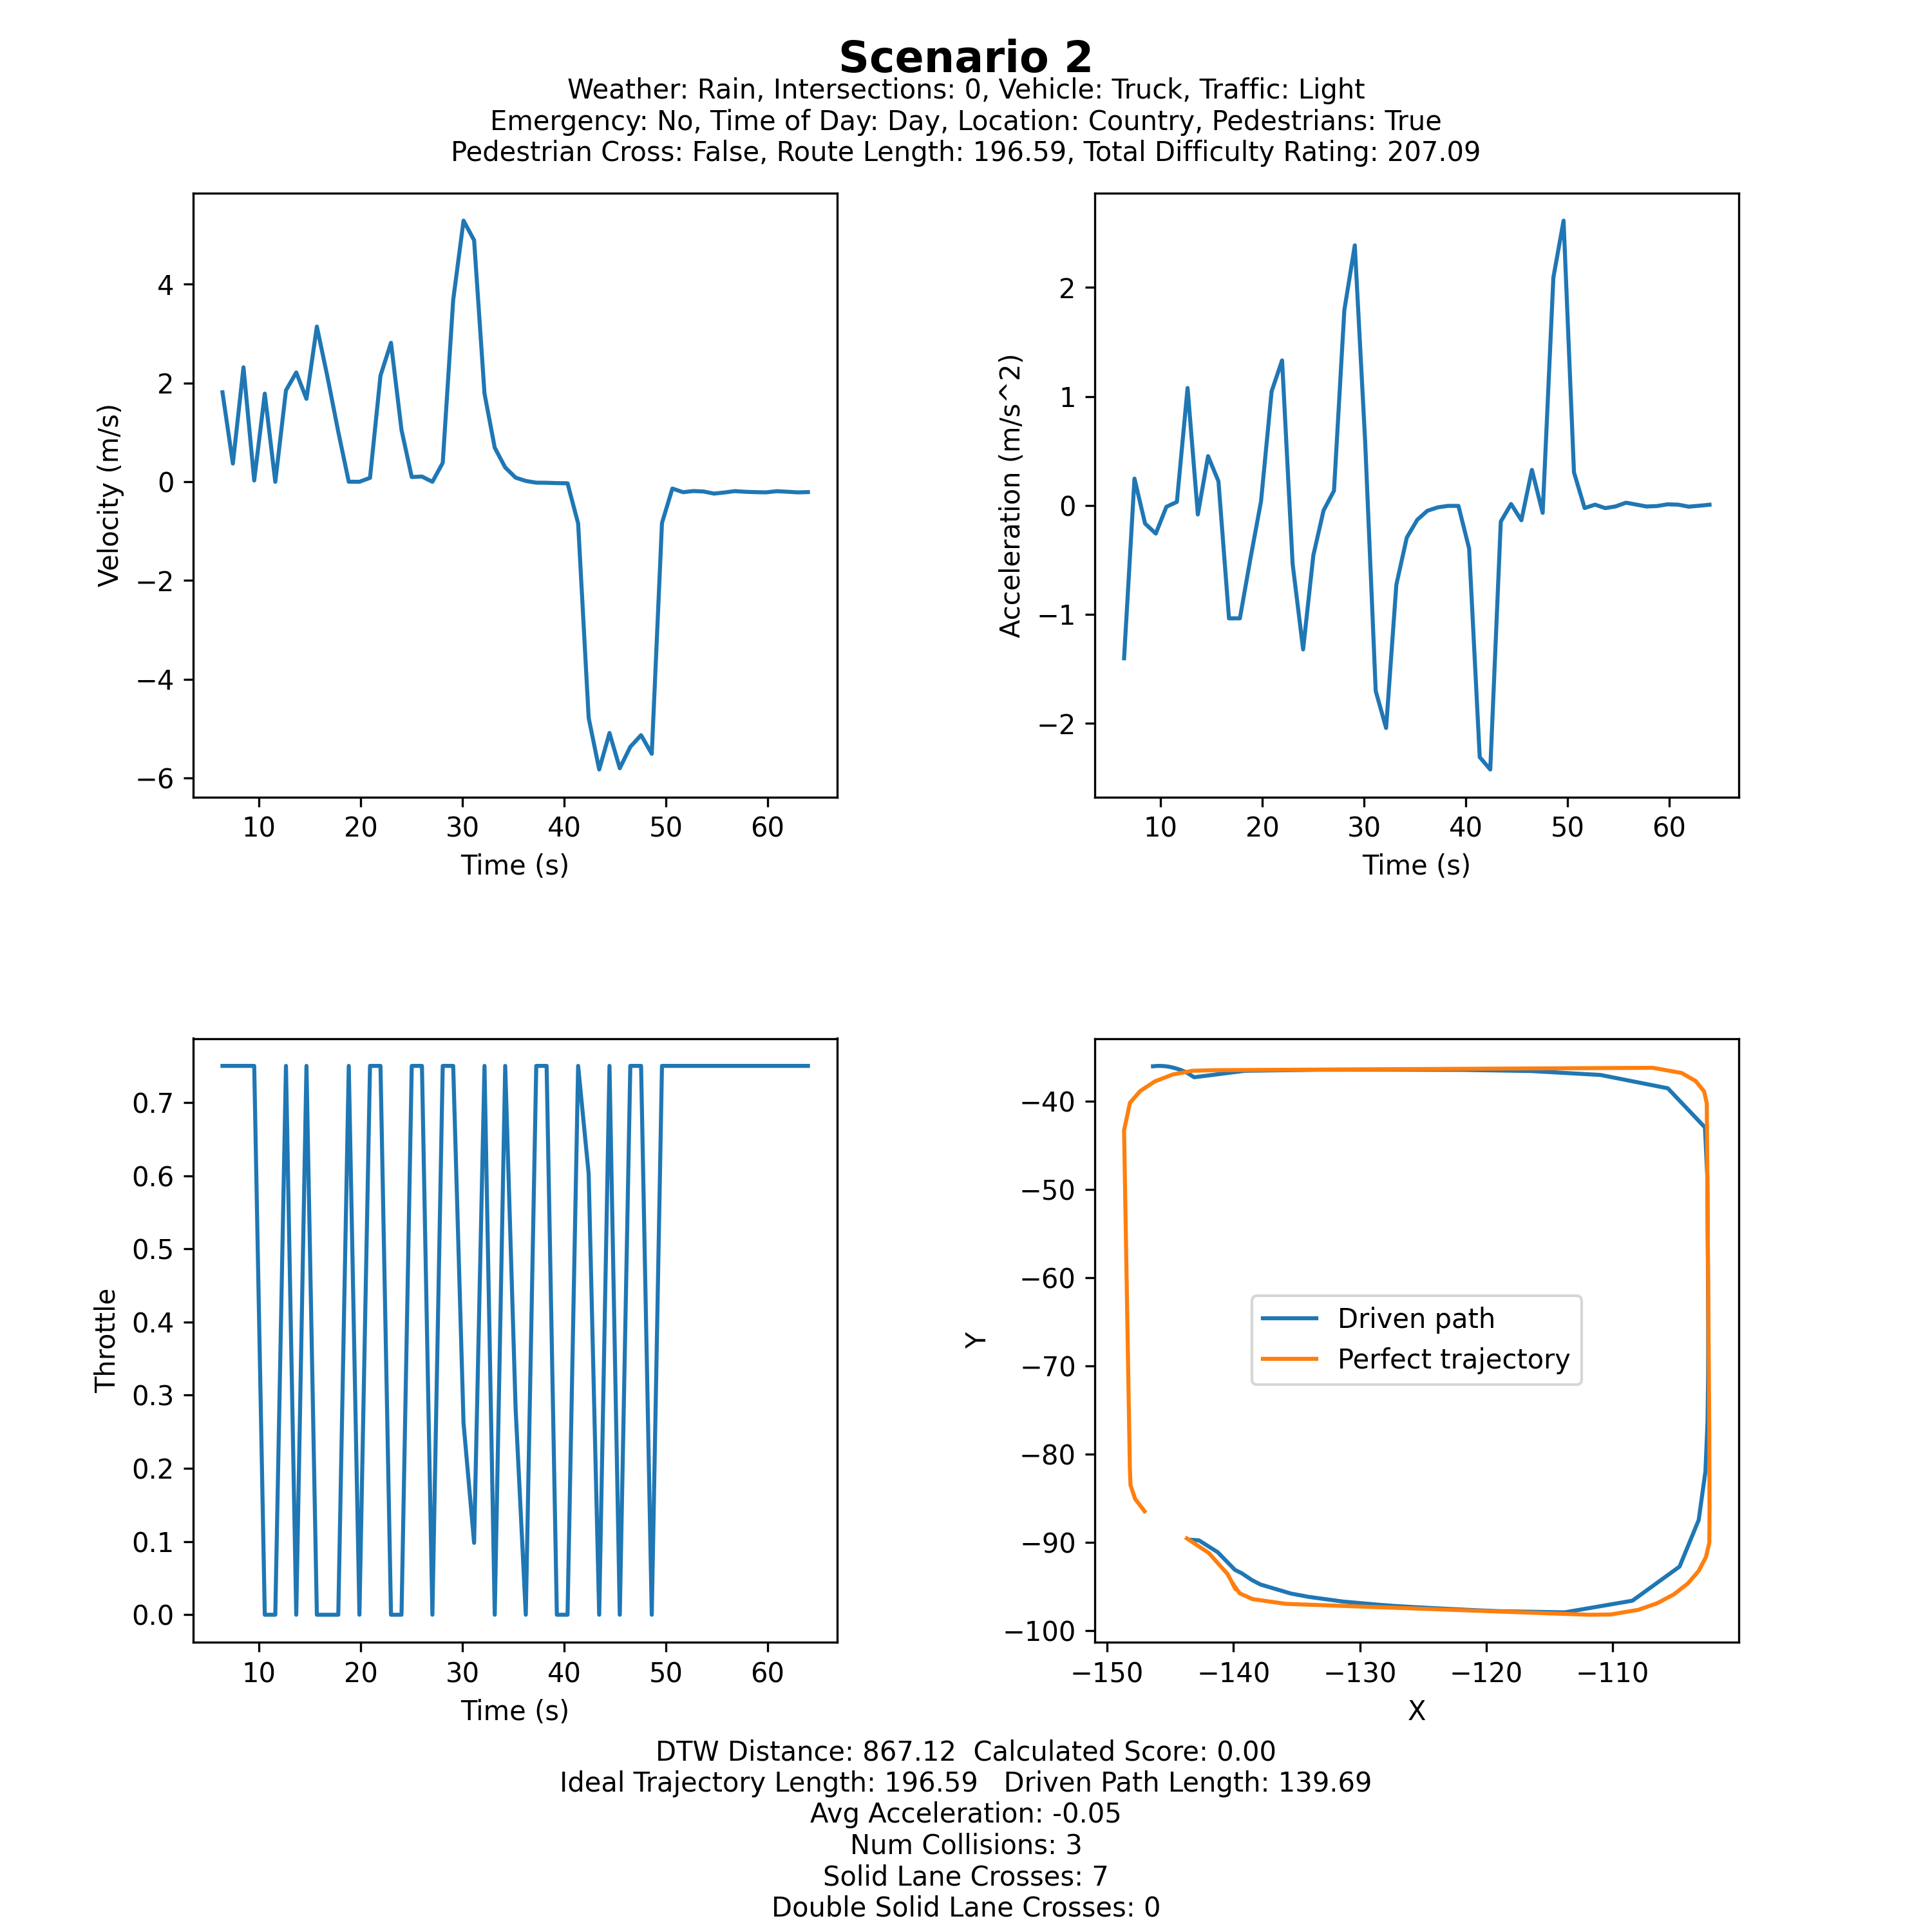 Scenario 2
Weather: Rain, Intersections: 0, Vehicle: Truck, Traffic: Light
Emergency: No, Time of Day: Day, Location: Country, Pedestrians: True
Pedestrian Cross: False, Route Length: 196.59, Total Difficulty Rating: 207.09
Velocity (m/s)
4
2
0
−2
−4
−6
10 20 30 40 50 60
Time (s)
Acceleration (m/s^2)
2
1
0
−1
−2
10 20 30 40 50 60
Time (s)
Throttle
0.7
0.6
0.5
0.4
0.3
0.2
0.1
0.0
10 20 30 40 50 60
Time (s)
Y
−40
−50
−60
−70
−80
−90
−100
Driven path
Perfect trajectory
−150 −140 −130 −120 −110
X
DTW Distance: 867.12 Calculated Score: 0.00
Ideal Trajectory Length: 196.59 Driven Path Length: 139.69
Avg Acceleration: -0.05
Num Collisions: 3
Solid Lane Crosses: 7
Double Solid Lane Crosses: 0